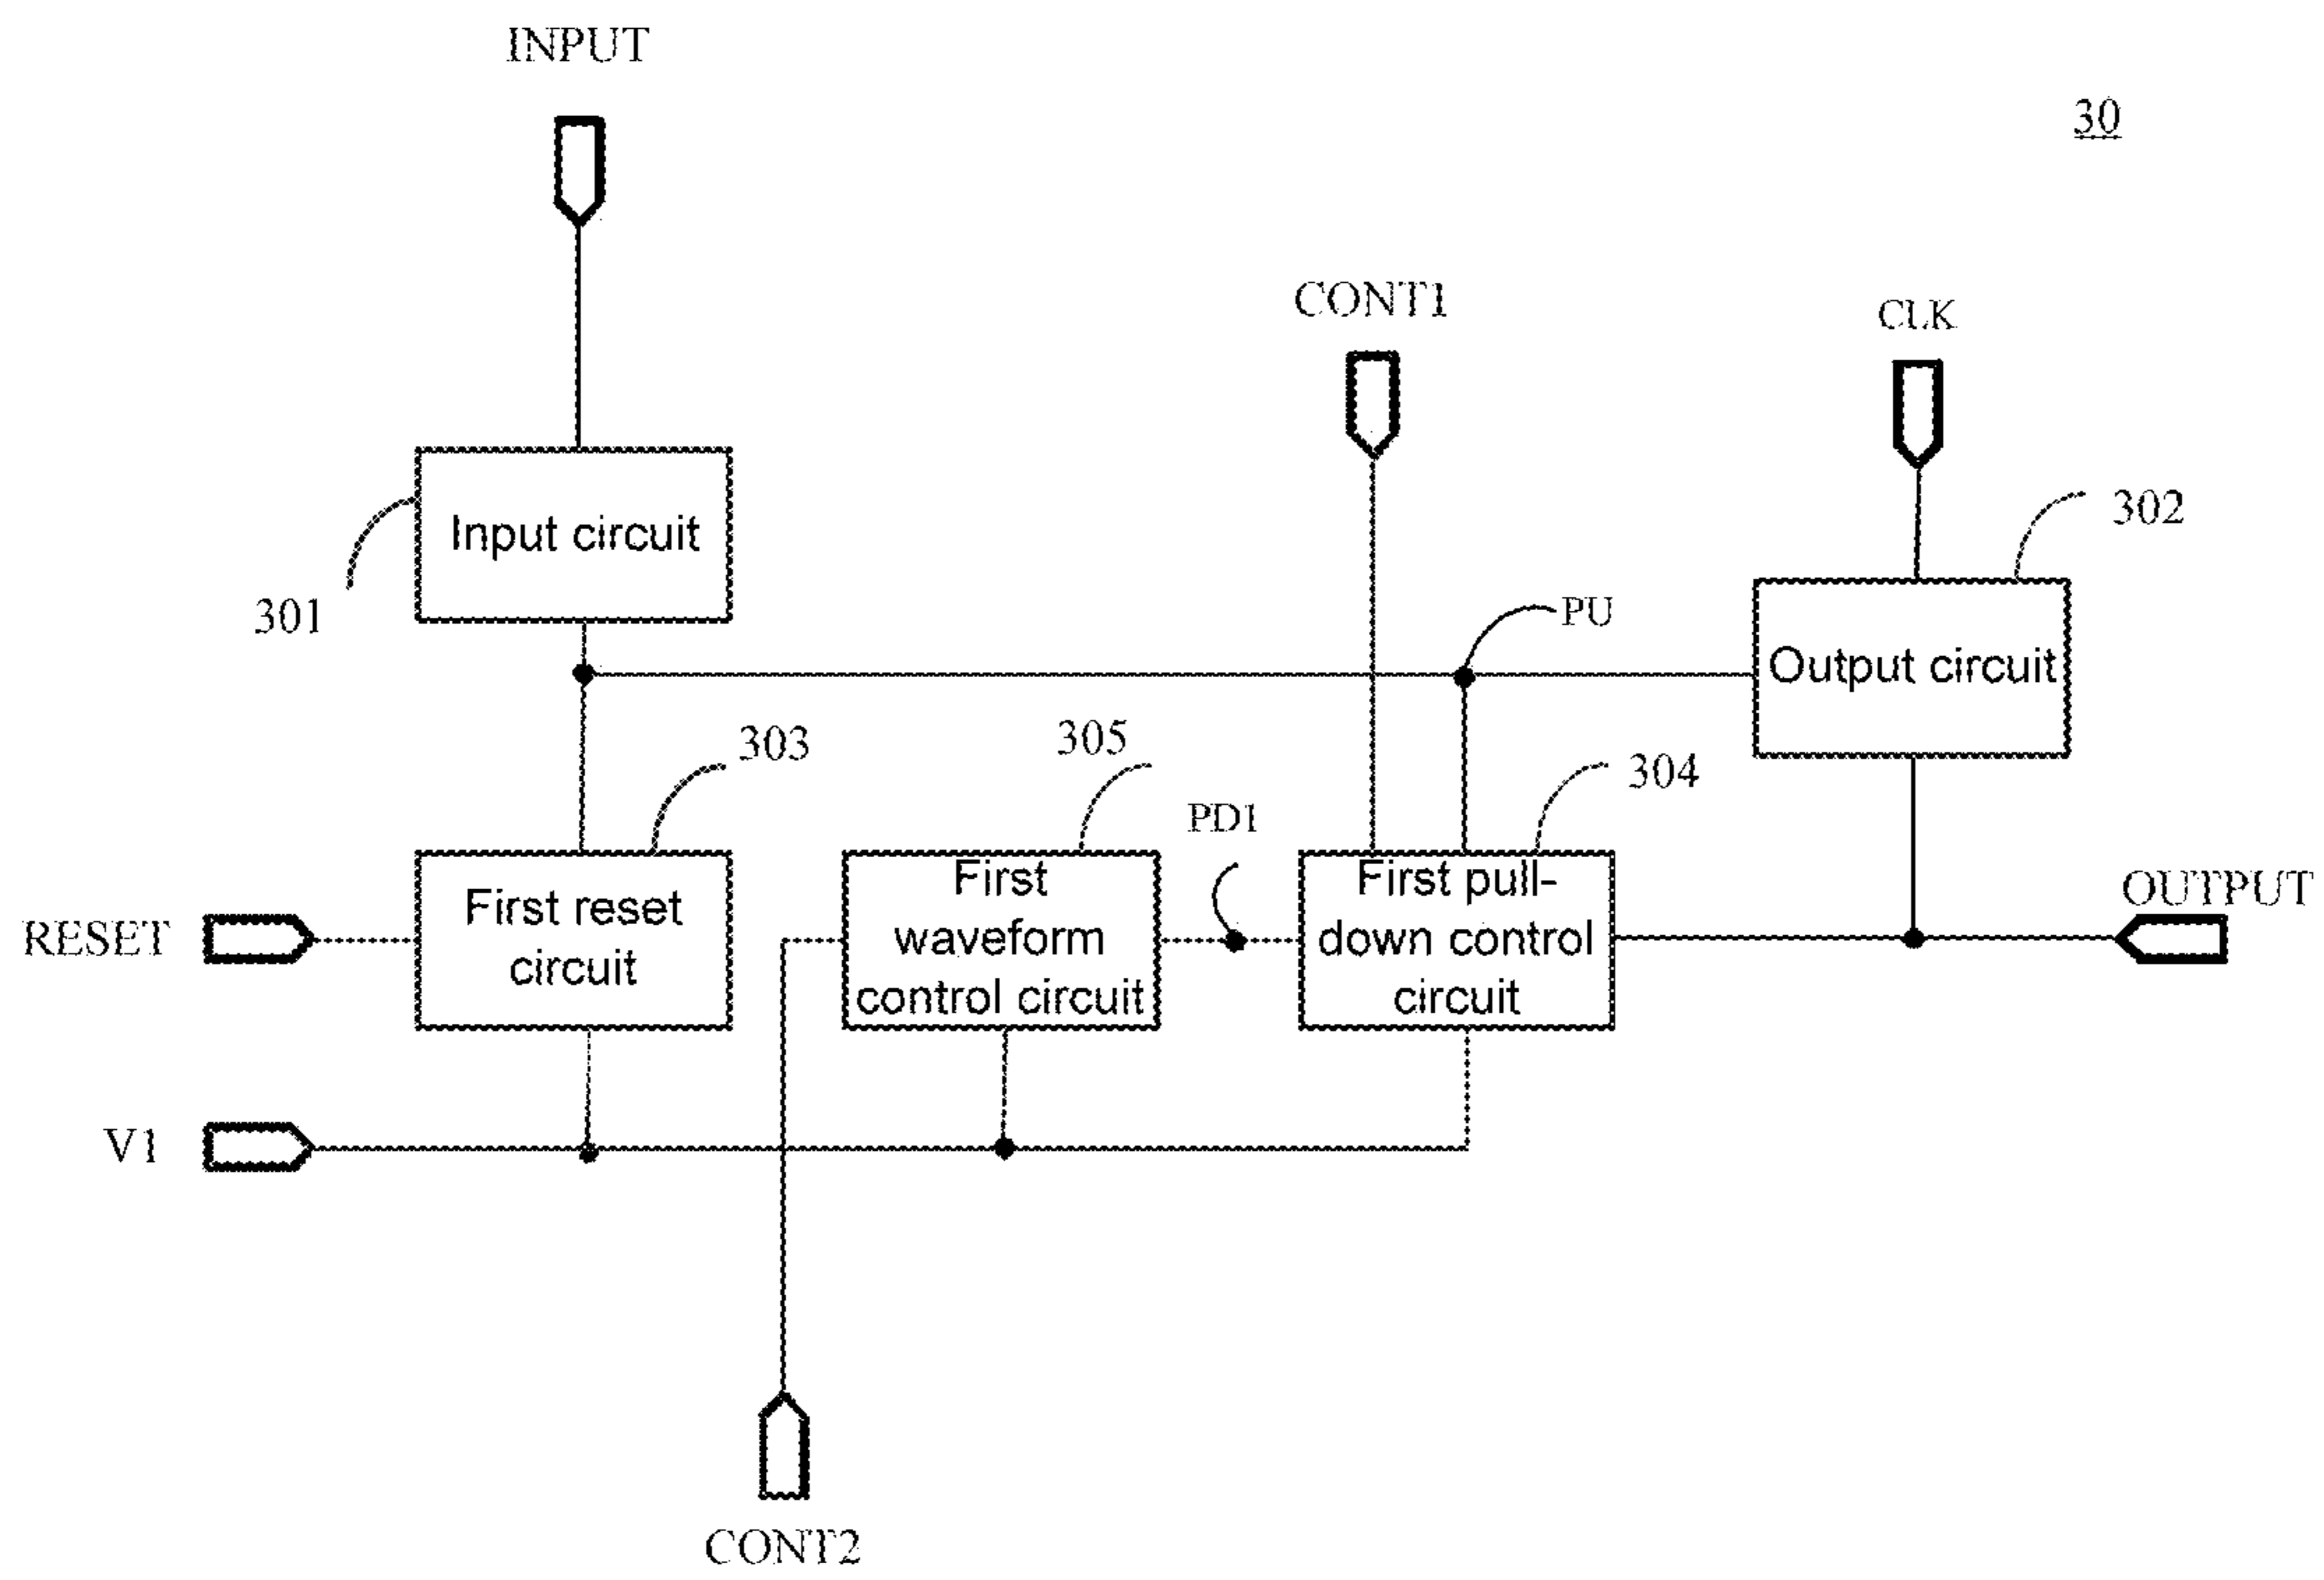 INPUT
30
CONT1
CLK
302
Input circuit
301
PU
Output circuit
303
305
304
PD1
First reset
circuit
First
waveform
control circuit
First pull-
down control
circuit
OUTPUT
RESET
V1
CONT2